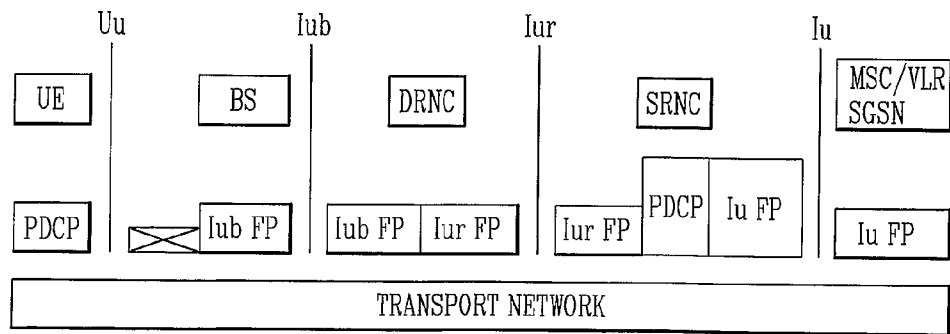 Uu Iub Iur Iu
UE BS DRNC SRNC MSC/VLR
SGSN
PDCP Iub FP Iub FP Iur FP Iur FP PDCP Iu FP Iu FP
TRANSPORT NETWORK